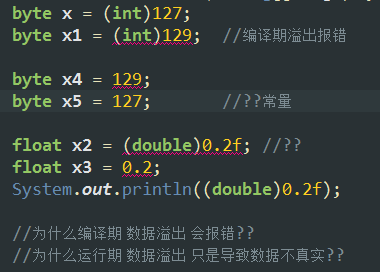 byte x = (int)127;
byte x1 = (int)129;  //编译期溢出报错
byte x4 = 129;
byte x5 = 127;       //??常量
float x2 = (double)0.2f; //??
float x3 = 0.2;
System.out.println((double)0.2f);
//为什么编译期 数据溢出 会报错??
//为什么运行期 数据溢出 只是导致数据不真实??